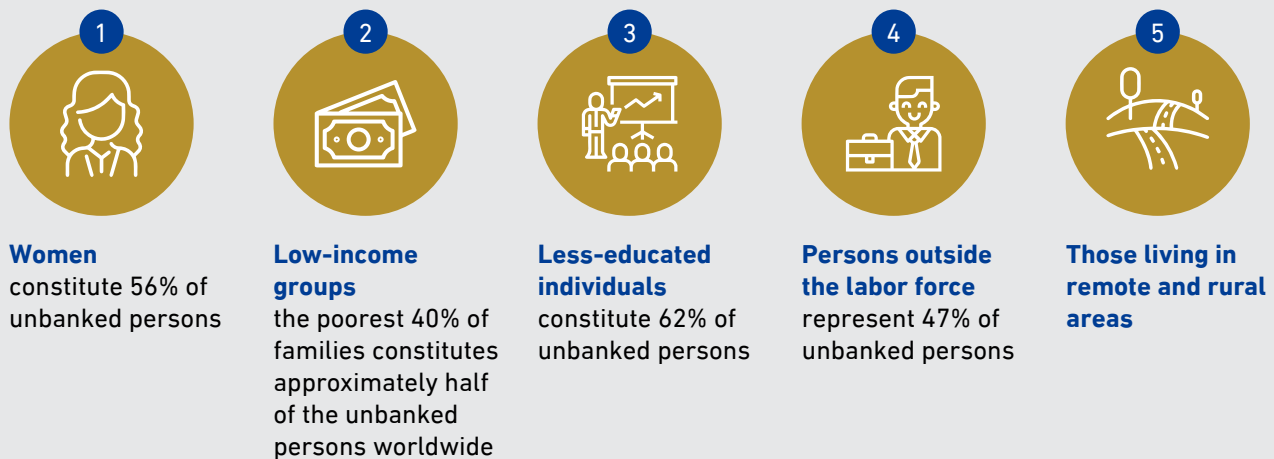 1
Women
constitute 56% of
unbanked persons
2
Low-income
groups
the poorest 40% of
families constitutes
approximately half
of the unbanked
persons worldwide
3
Less-educated
individuals
constitute 62% of
unbanked persons
4
Persons outside
the labor force
represent 47% of
unbanked persons
5
Those living in
remote and rural
areas